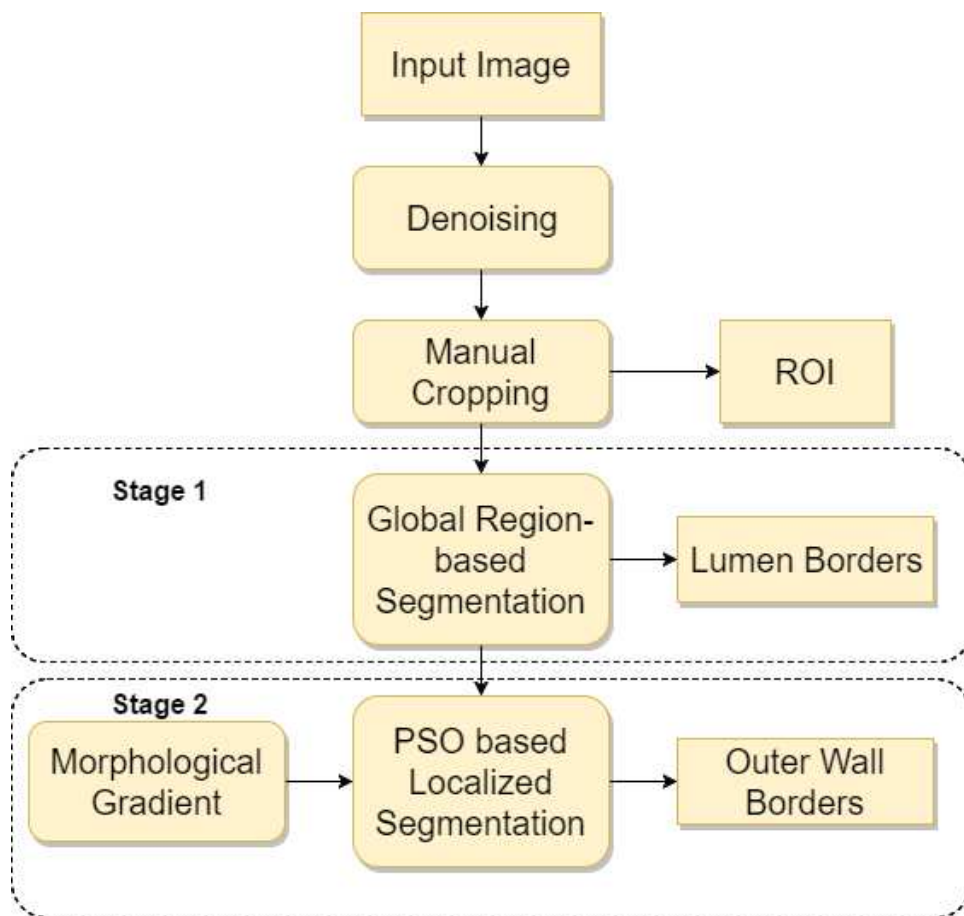 Input Image
Denoising
Manual
Cropping
ROI
Stage 1
Global Region-
based
Segmentation
Lumen Borders
Stage 2
Morphological
Gradient
PSO based
Localized
Segmentation
Outer Wall
Borders